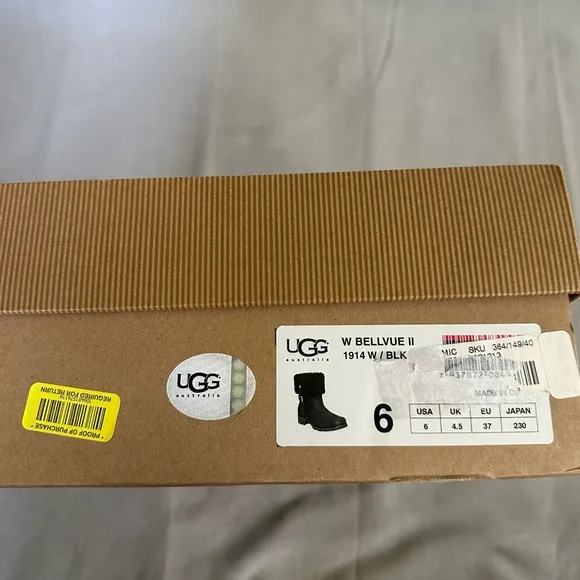 UGG
australia
W BELLVUE II
1914 W / BLK
MIC SKU 364/149/40
MADE IN
6
USA UK EU JAPAN
6 4.5 37 230
UGG
australia
* PROOF OF PURCHASE *
REQUIRED FOR RETURN